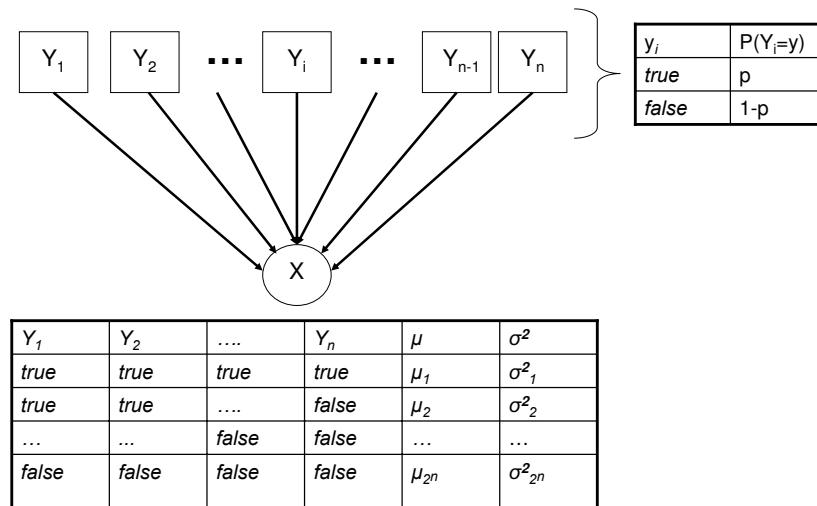 Y1 Y2 ... Yi ... Yn-1 Yn
yi P(Yi=y)
true p
false 1-p
X
Y1 Y2 .... Yn μ σ²
true true true true μ1 σ²1
true true .... false μ2 σ²2
... ... false false ... ...
false false false false μ2n σ²2n